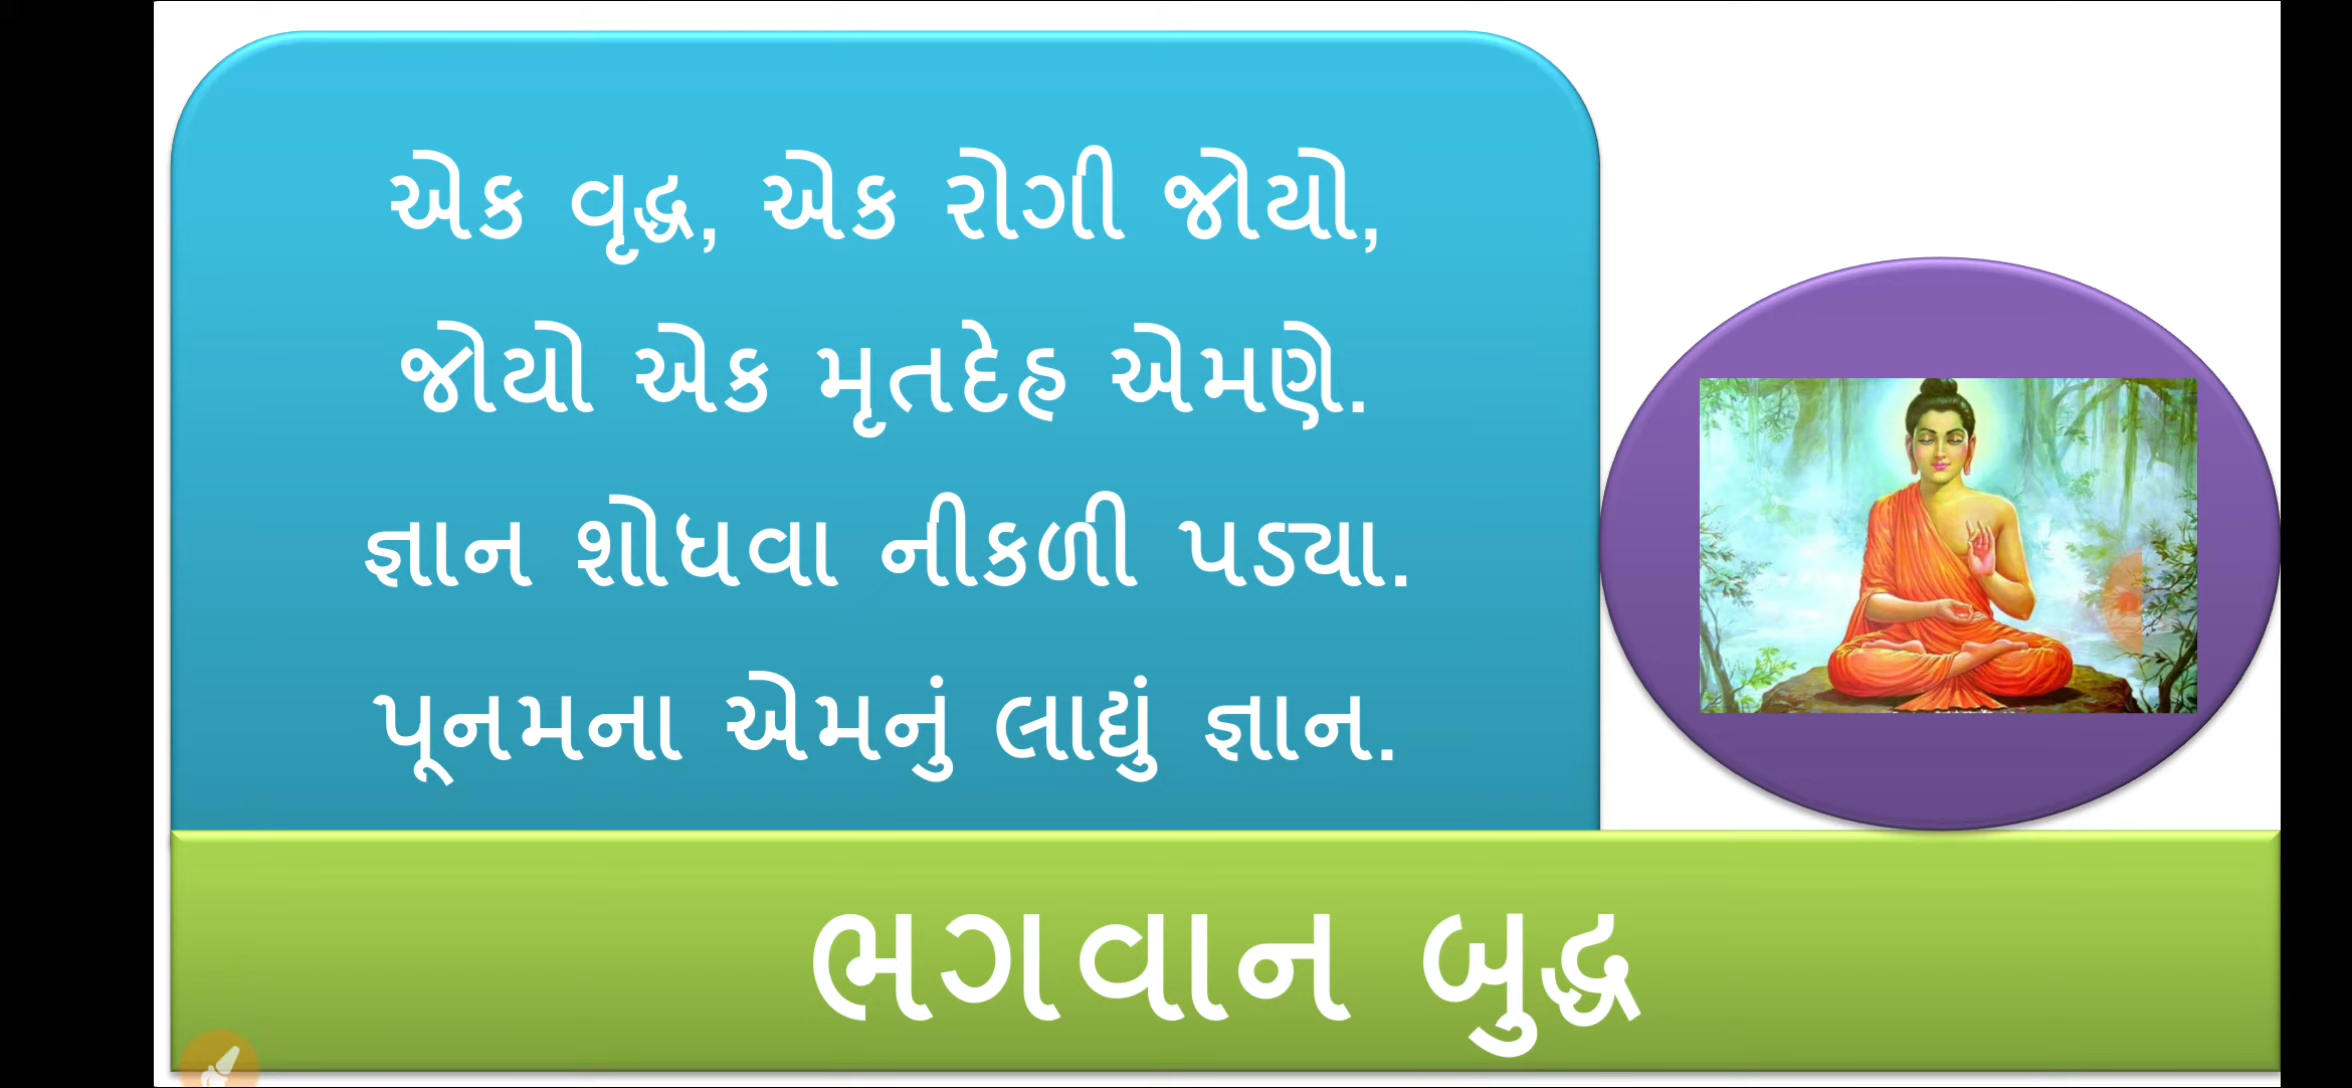 એક વૃદ્ધ, એક રોગી જોયો,
જોયો એક મૃતદેહ એમણે.
જ્ઞાન શોધવા નીકળી પડ્યા.
પૂનમના એમનું લાદ્યું જ્ઞાન.
ભગવાન બુદ્ધ